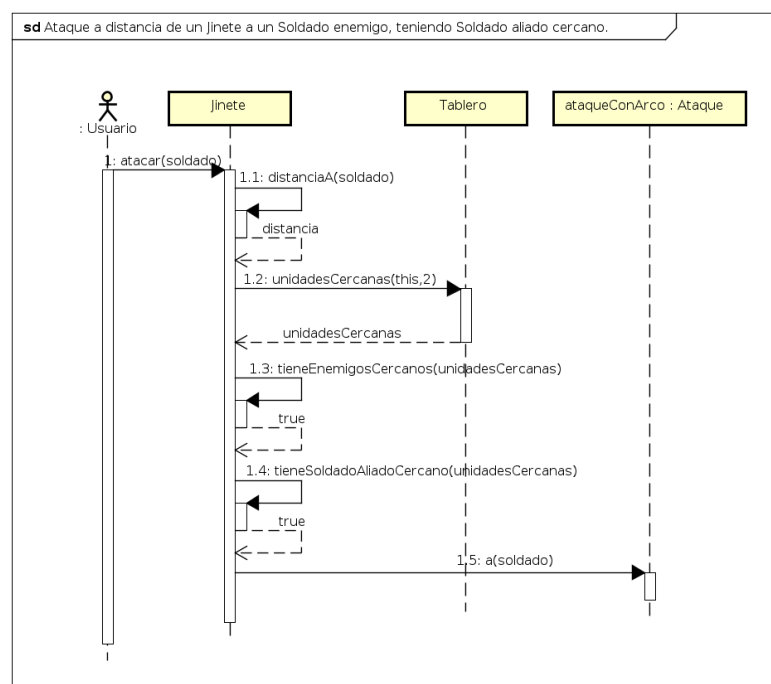 sd Ataque a distancia de un Jinete a un Soldado enemigo, teniendo Soldado aliado cercano.
: Usuario
Jinete
Tablero
ataqueConArco : Ataque
1: atacar(soldado)
1.1: distanciaA(soldado)
distancia
1.2: unidadesCercanas(this,2)
unidadesCercanas
1.3: tieneEnemigosCercanos(unidadesCercanas)
true
1.4: tieneSoldadoAliadoCercano(unidadesCercanas)
true
1.5: a(soldado)